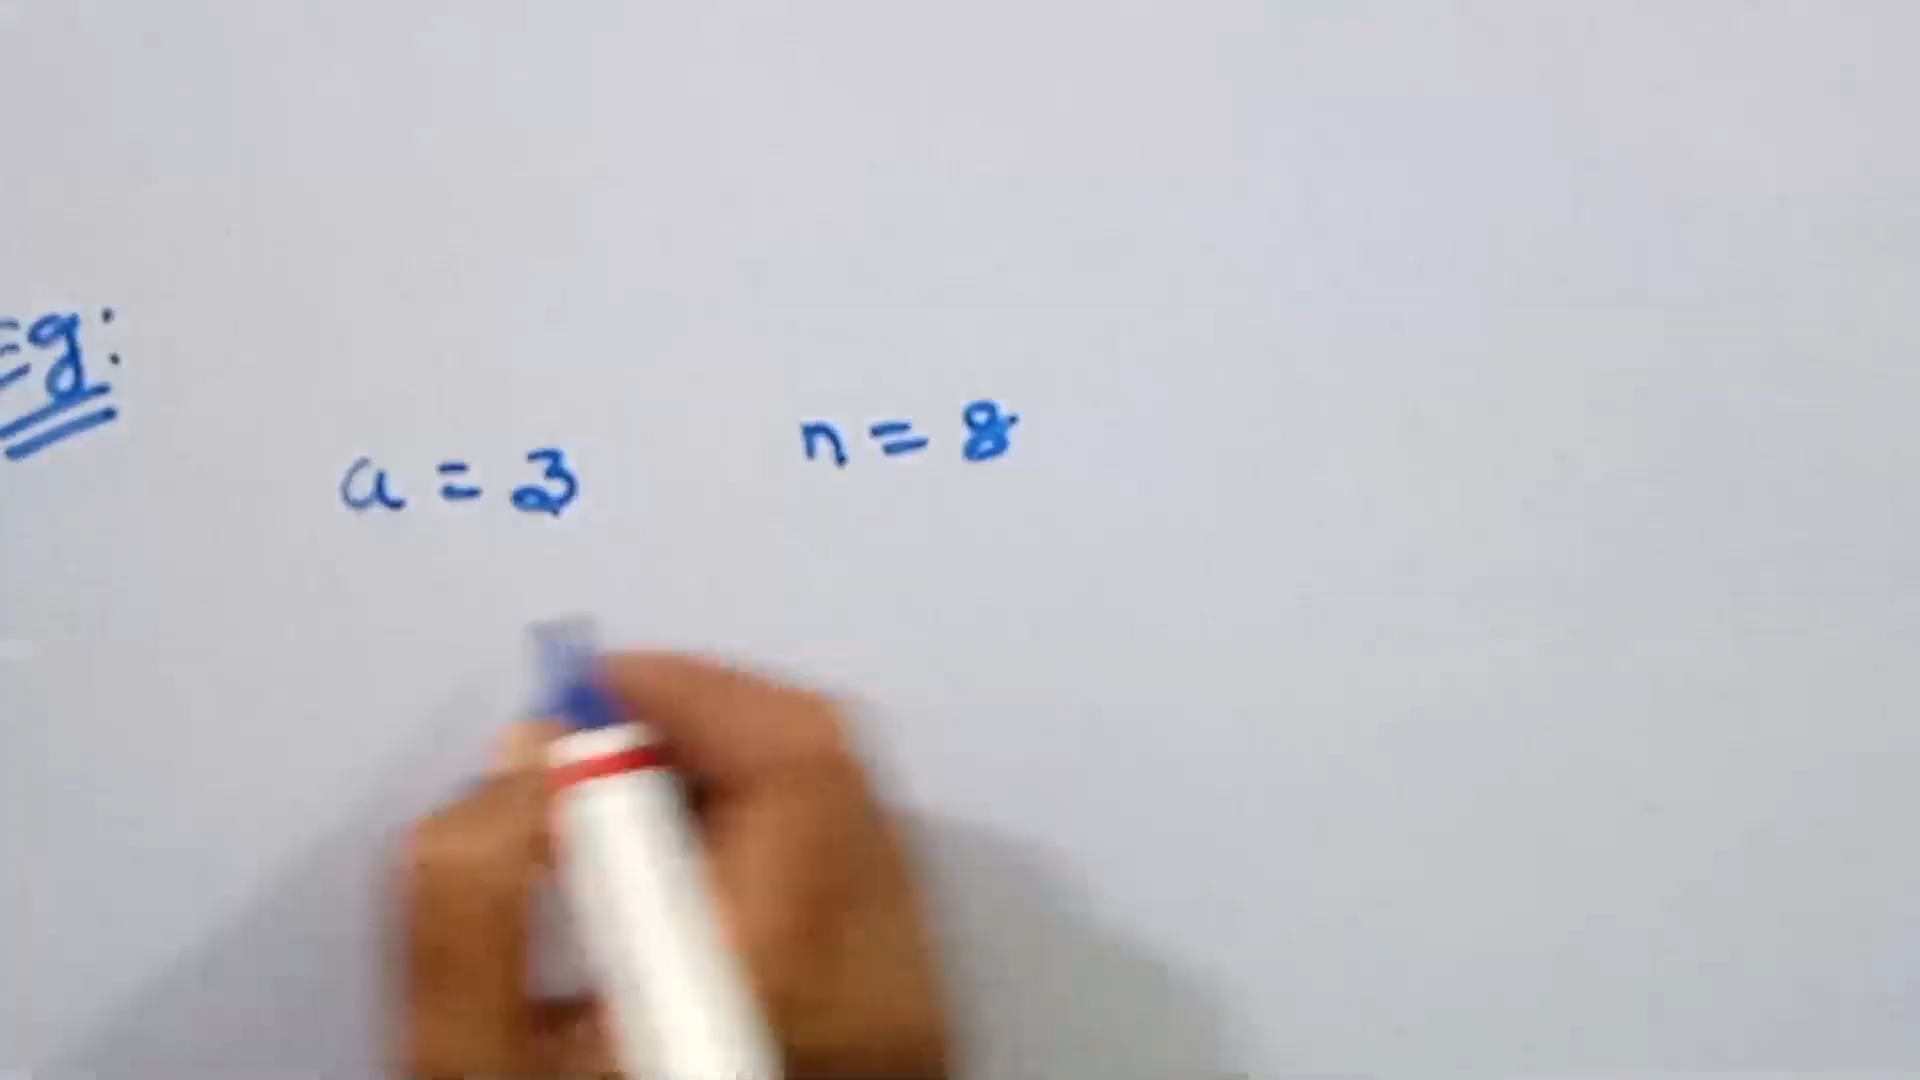 Eg:
a = 3 n = 8